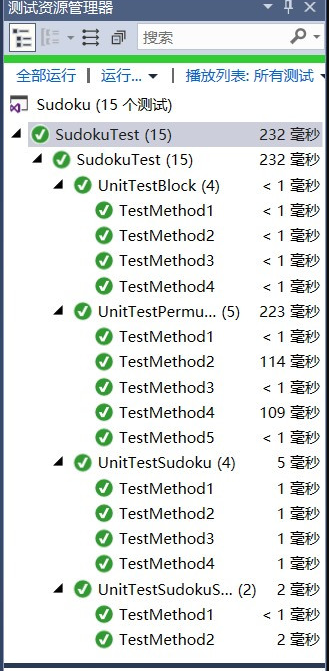 测试资源管理器
搜索
全部运行 | 运行... | 播放列表: 所有测试
Sudoku (15 个测试)
SudokuTest (15) 232 毫秒
SudokuTest (15) 232 毫秒
UnitTestBlock (4) < 1 毫秒
TestMethod1 < 1 毫秒
TestMethod2 < 1 毫秒
TestMethod3 < 1 毫秒
TestMethod4 < 1 毫秒
UnitTestPermu... (5) 223 毫秒
TestMethod1 < 1 毫秒
TestMethod2 114 毫秒
TestMethod3 < 1 毫秒
TestMethod4 109 毫秒
TestMethod5 < 1 毫秒
UnitTestSudoku (4) 5 毫秒
TestMethod1 1 毫秒
TestMethod2 1 毫秒
TestMethod3 1 毫秒
TestMethod4 1 毫秒
UnitTestSudokuS... (2) 2 毫秒
TestMethod1 < 1 毫秒
TestMethod2 2 毫秒